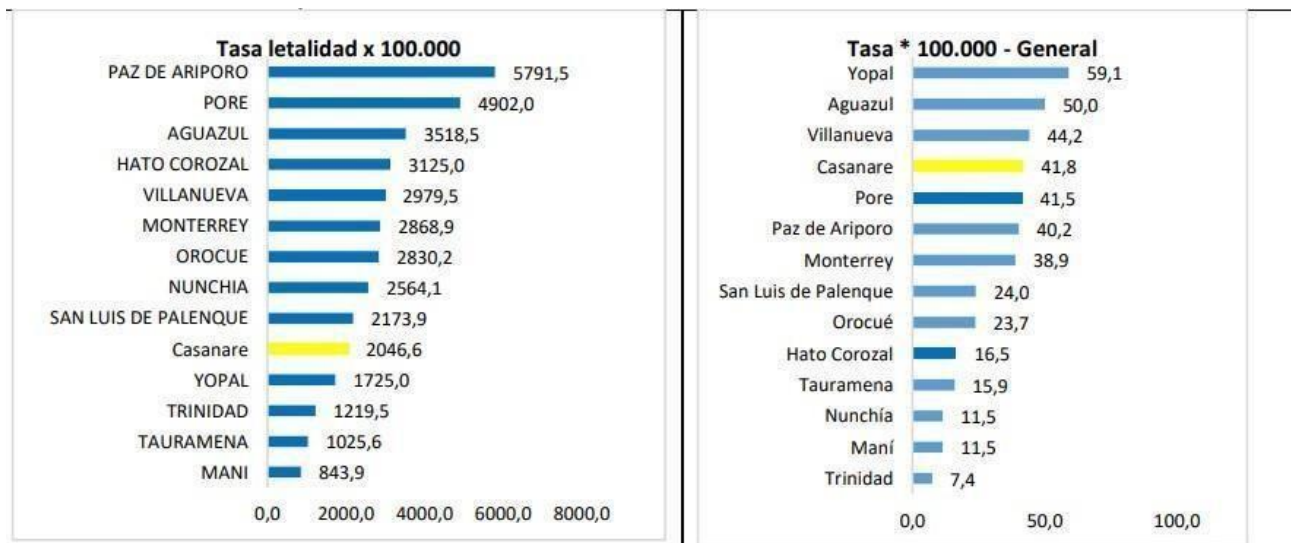 Tasa letalidad x 100.000
PAZ DE ARIPORO 5791,5
PORE 4902,0
AGUAZUL 3518,5
HATO COROZAL 3125,0
VILLANUEVA 2979,5
MONTERREY 2868,9
OROCUE 2830,2
NUNCHIA 2564,1
SAN LUIS DE PALENQUE 2173,9
Casanare 2046,6
YOPAL 1725,0
TRINIDAD 1219,5
TAURAMENA 1025,6
MANI 843,9
0,0 2000,0 4000,0 6000,0 8000,0
Tasa * 100.000 - General
Yopal 59,1
Aguazul 50,0
Villanueva 44,2
Casanare 41,8
Pore 41,5
Paz de Ariporo 40,2
Monterrey 38,9
San Luis de Palenque 24,0
Orocué 23,7
Hato Corozal 16,5
Tauramena 15,9
Nunchía 11,5
Maní 11,5
Trinidad 7,4
0,0 50,0 100,0